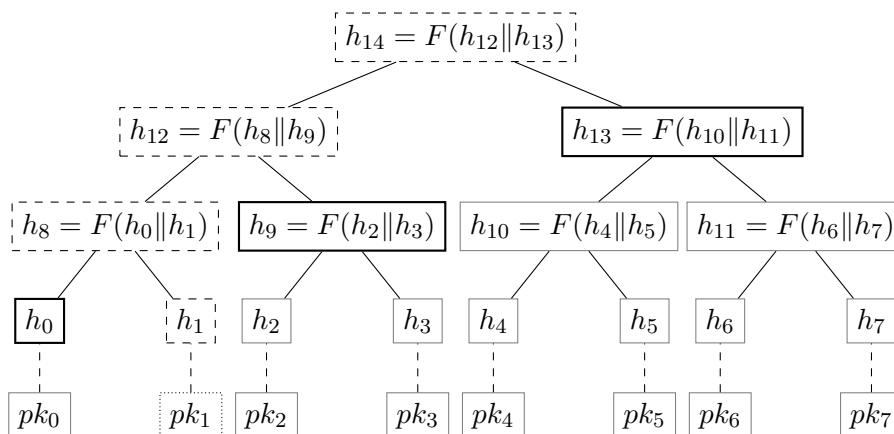 h₁₄ = F(h₁₂‖h₁₃)
h₁₂ = F(h₈‖h₉) h₁₃ = F(h₁₀‖h₁₁)
h₈ = F(h₀‖h₁) h₉ = F(h₂‖h₃) h₁₀ = F(h₄‖h₅) h₁₁ = F(h₆‖h₇)
h₀ h₁ h₂ h₃ h₄ h₅ h₆ h₇
pk₀ pk₁ pk₂ pk₃ pk₄ pk₅ pk₆ pk₇